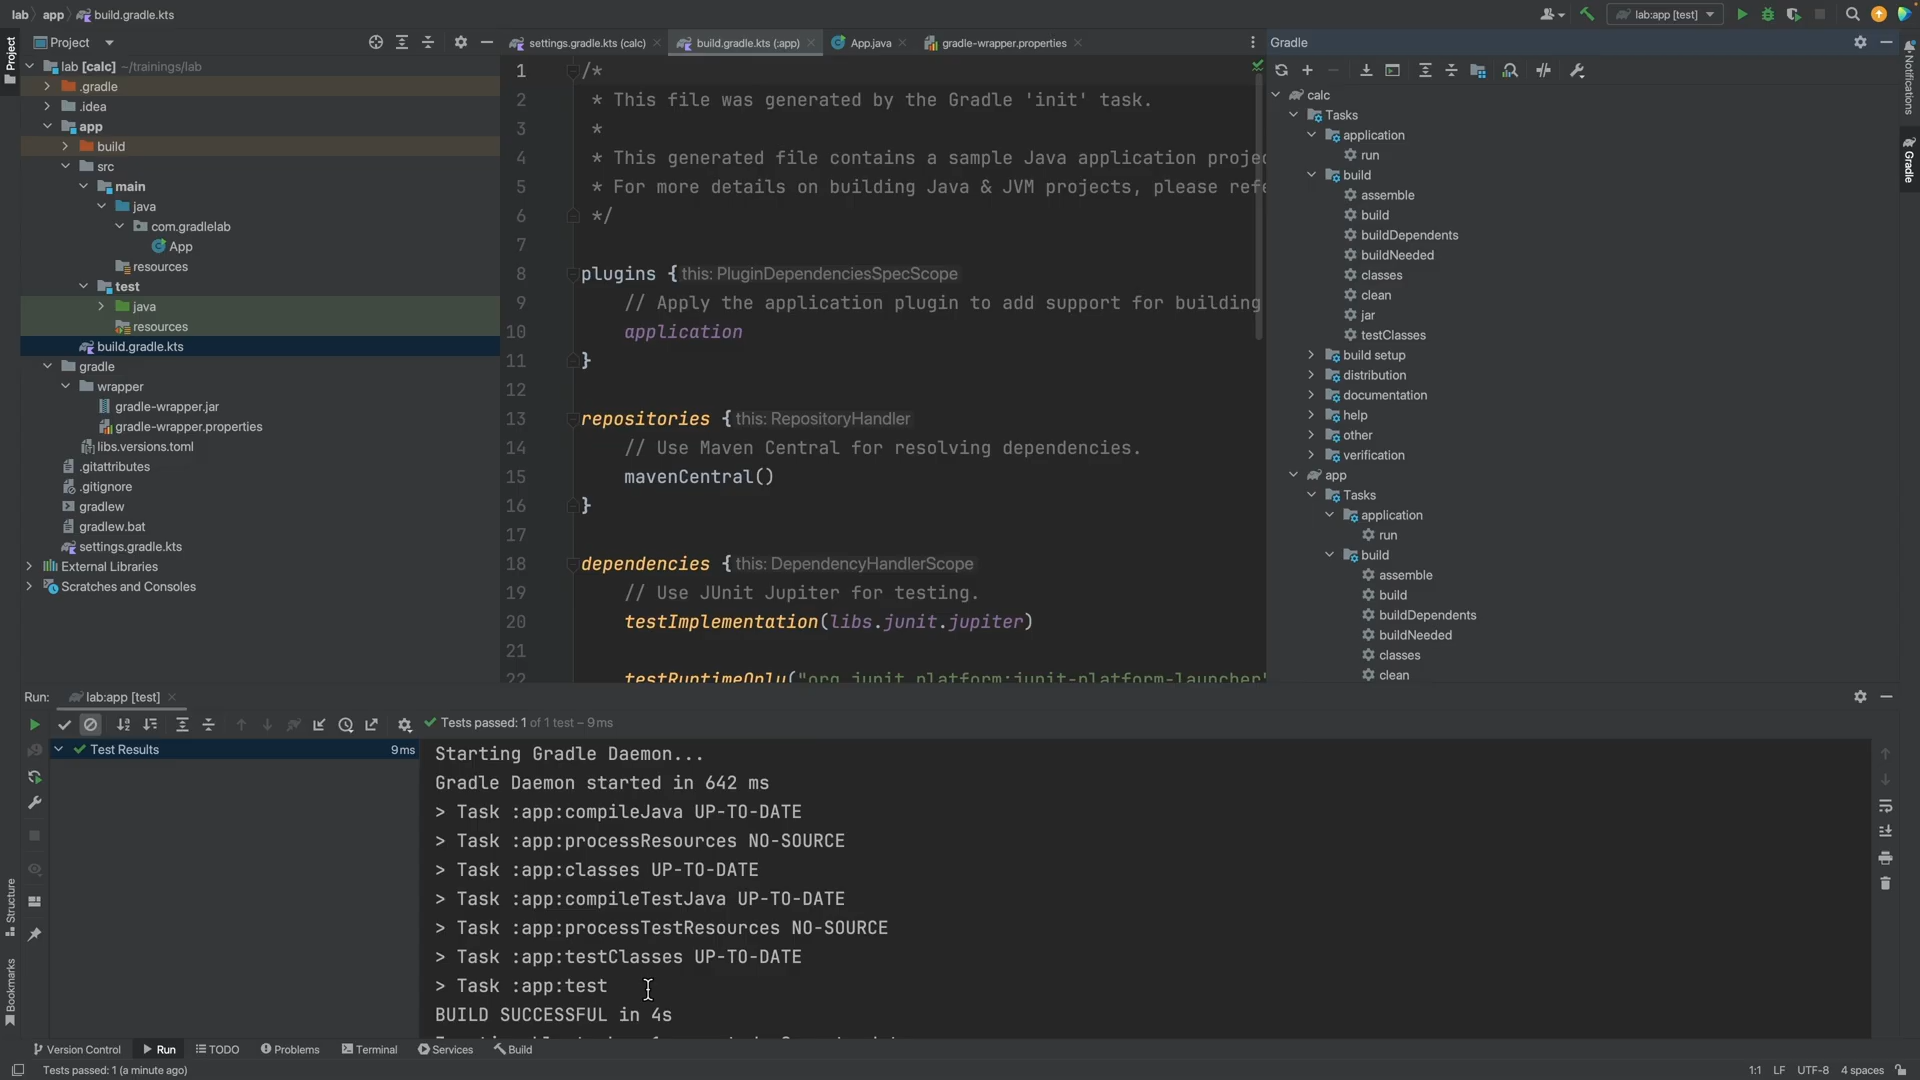 lab app build.gradle.kts
lab:app [test]
Project
settings.gradle.kts (calc)
build.gradle.kts (:app)
App.java
gradle-wrapper.properties
Gradle
Project
lab [calc] ~/trainings/lab
.gradle
.idea
app
build
src
main
java
com.gradlelab
App
resources
test
java
resources
build.gradle.kts
gradle
wrapper
gradle-wrapper.jar
gradle-wrapper.properties
libs.versions.toml
.gitattributes
.gitignore
gradlew
gradlew.bat
settings.gradle.kts
External Libraries
Scratches and Consoles
1 /*
2 * This file was generated by the Gradle 'init' task.
3 *
4 * This generated file contains a sample Java application
5 * For more details on building Java & JVM projects, please
6 */
7
8 plugins { this: PluginDependenciesSpecScope
9 // Apply the application plugin to add support for building
10 application
11 }
12
13 repositories { this: RepositoryHandler
14 // Use Maven Central for resolving dependencies.
15 mavenCentral()
16 }
17
18 dependencies { this: DependencyHandlerScope
19 // Use JUnit Jupiter for testing.
20 testImplementation(libs.junit.jupiter)
21
22 testRuntimeOnly("org.junit.platform:junit-platform-launcher"
calc
Tasks
application
run
build
assemble
build
buildDependents
buildNeeded
classes
clean
jar
testClasses
build setup
distribution
documentation
help
other
verification
app
Tasks
application
run
build
assemble
build
buildDependents
buildNeeded
classes
clean
Notifications
Gradle
Run: lab:app [test]
Tests passed: 1 of 1 test – 9 ms
Test Results 9 ms
Starting Gradle Daemon...
Gradle Daemon started in 642 ms
> Task :app:compileJava UP-TO-DATE
> Task :app:processResources NO-SOURCE
> Task :app:classes UP-TO-DATE
> Task :app:compileTestJava UP-TO-DATE
> Task :app:processTestResources NO-SOURCE
> Task :app:testClasses UP-TO-DATE
> Task :app:test
BUILD SUCCESSFUL in 4s
Structure
Bookmarks
Version Control
Run
TODO
Problems
Terminal
Services
Build
Tests passed: 1 (a minute ago)
1:1 LF UTF-8 4 spaces